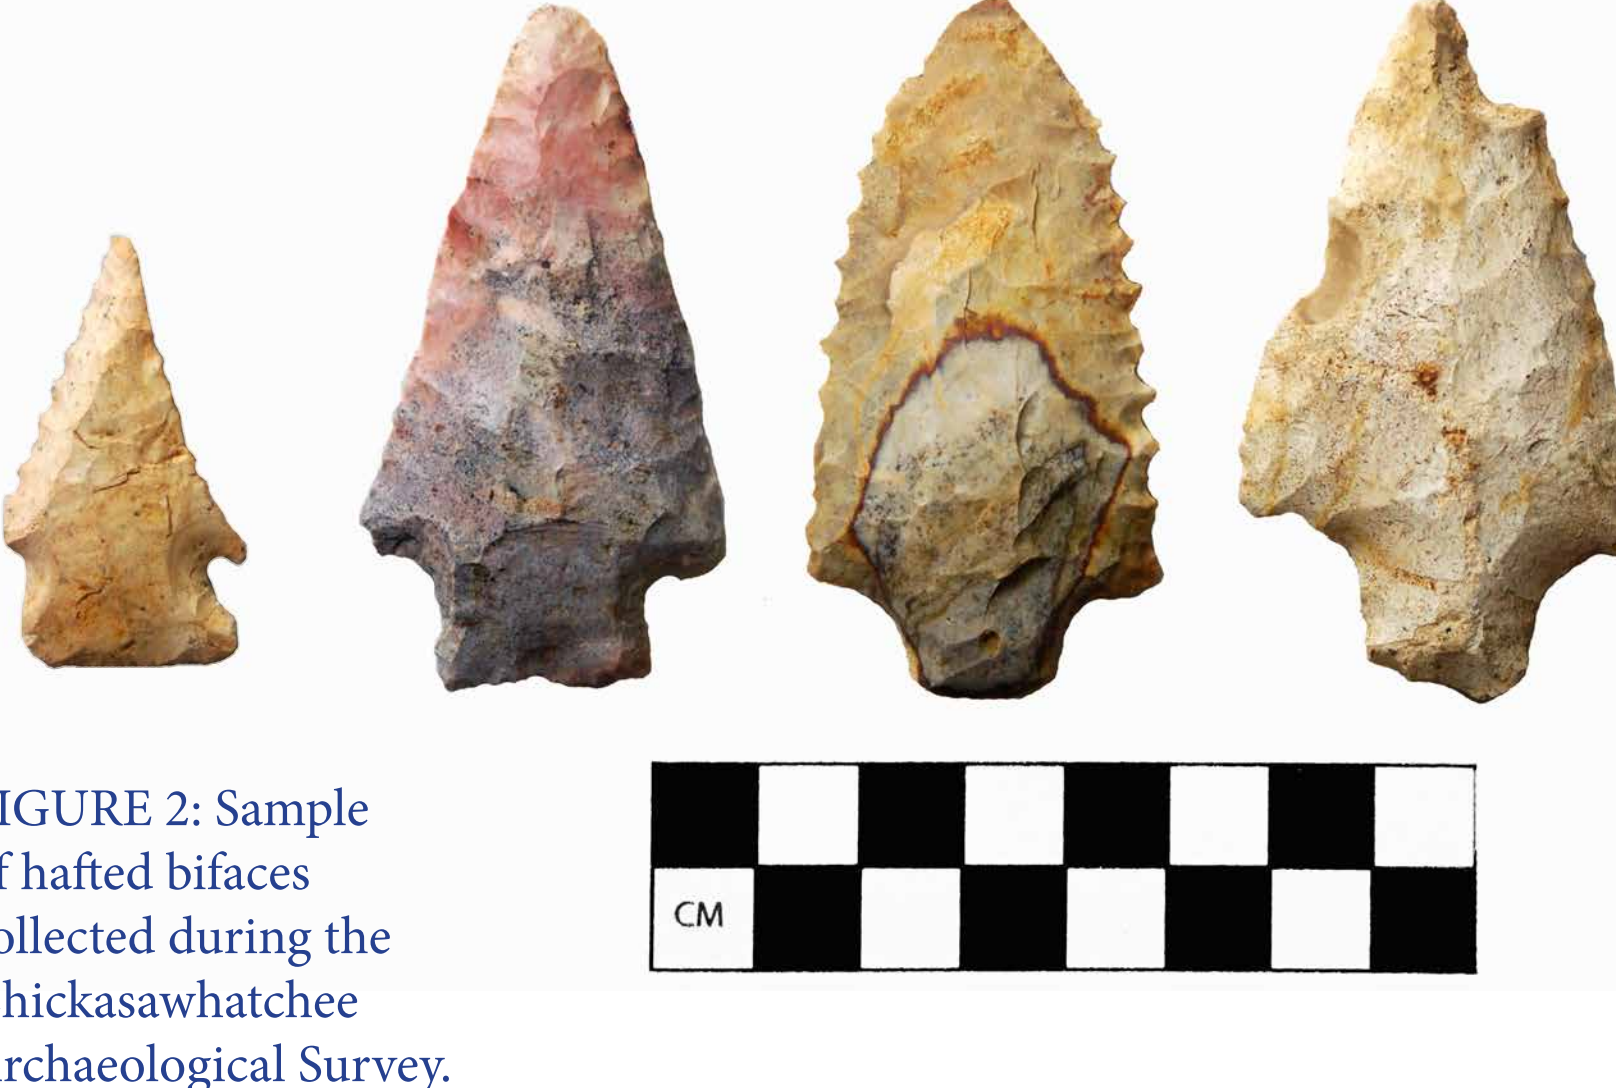 CM
IGURE 2: Sample
f hafted bifaces
ollected during the
hickasawhatchee
rchaeological Survey.